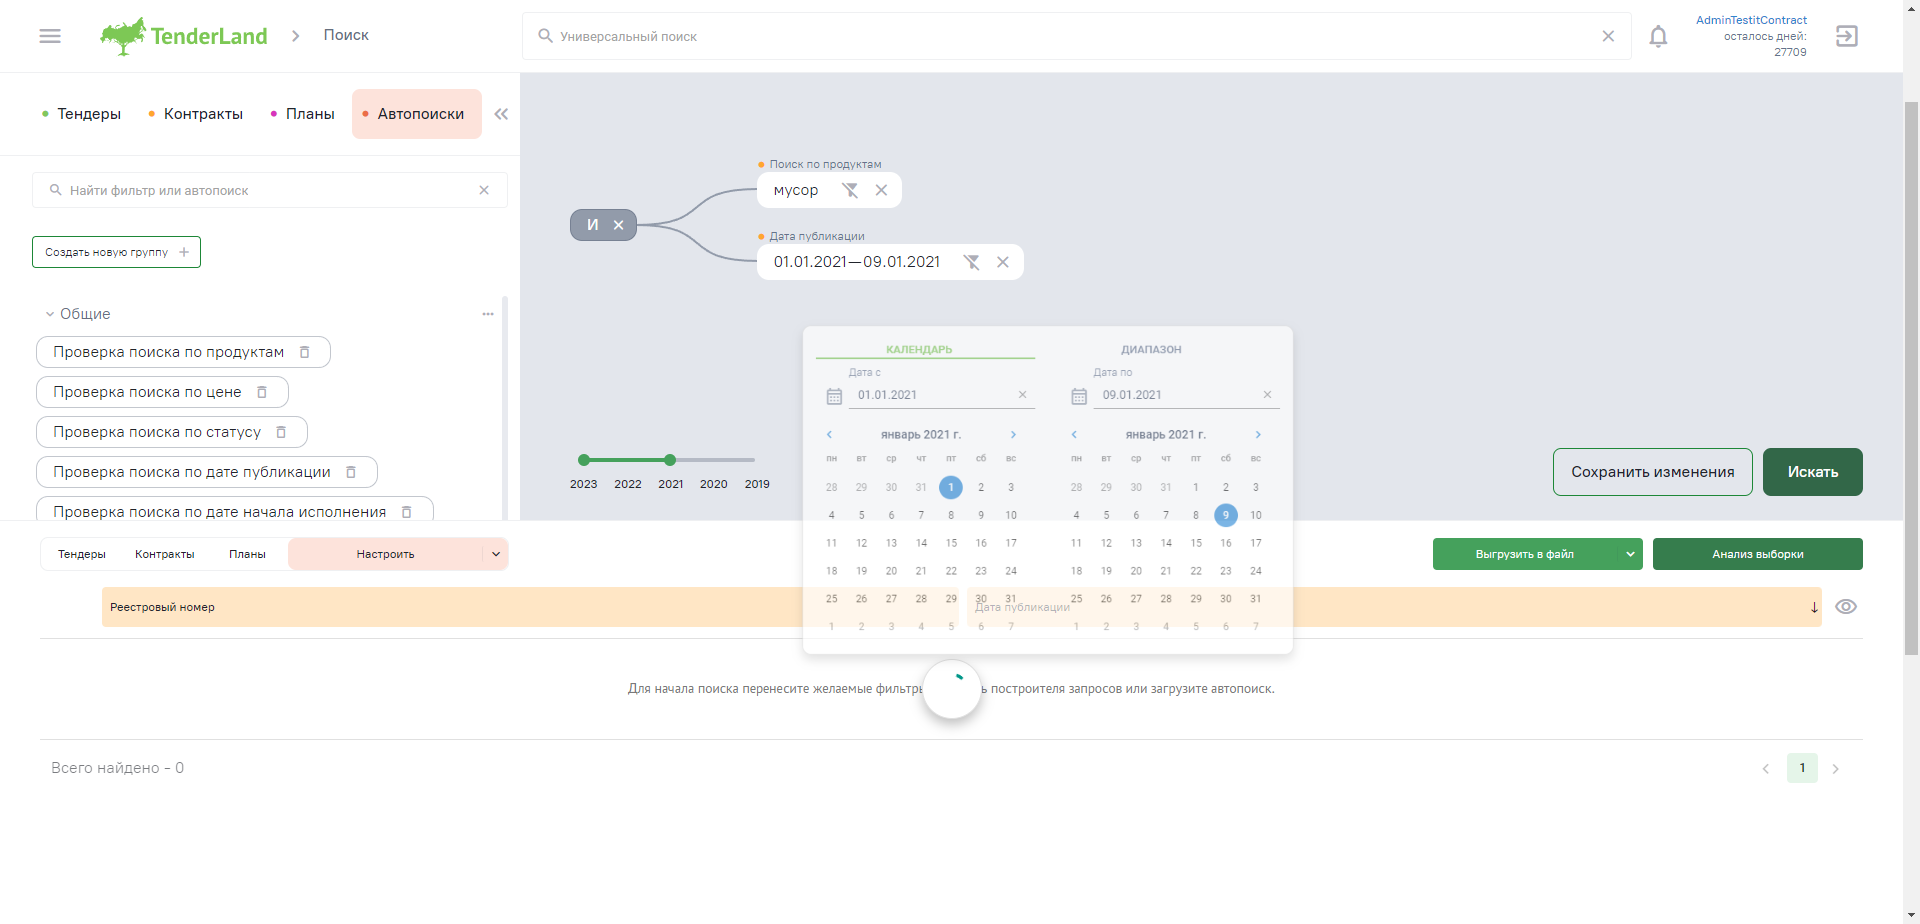 TenderLand
Поиск
Универсальный поиск
AdminTestitContract
осталось дней:
27709
Тендеры
Контракты
Планы
Автопоиски
Найти фильтр или автопоиск
Создать новую группу
Общие
Проверка поиска по продуктам
Проверка поиска по цене
Проверка поиска по статусу
Проверка поиска по дате публикации
Проверка поиска по дате начала исполнения
И
Поиск по продуктам
мусор
Дата публикации
01.01.2021—09.01.2021
2023 2022 2021 2020 2019
КАЛЕНДАРЬ ДИАПАЗОН
Дата с
01.01.2021
январь 2021 г.
пн вт ср чт пт сб вс
28 29 30 31 1 2 3
4 5 6 7 8 9 10
11 12 13 14 15 16 17
18 19 20 21 22 23 24
25 26 27 28 29 30 31
1 2 3 4 5 6 7
Дата по
09.01.2021
январь 2021 г.
пн вт ср чт пт сб вс
28 29 30 31 1 2 3
4 5 6 7 8 9 10
11 12 13 14 15 16 17
18 19 20 21 22 23 24
25 26 27 28 29 30 31
1 2 3 4 5 6 7
Сохранить изменения
Искать
Тендеры Контракты Планы Настроить
Выгрузить в файл
Анализ выборки
Реестровый номер
Дата публикации
Для начала поиска перенесите желаемые фильтры построителя запросов или загрузите автопоиск.
Всего найдено - 0
1